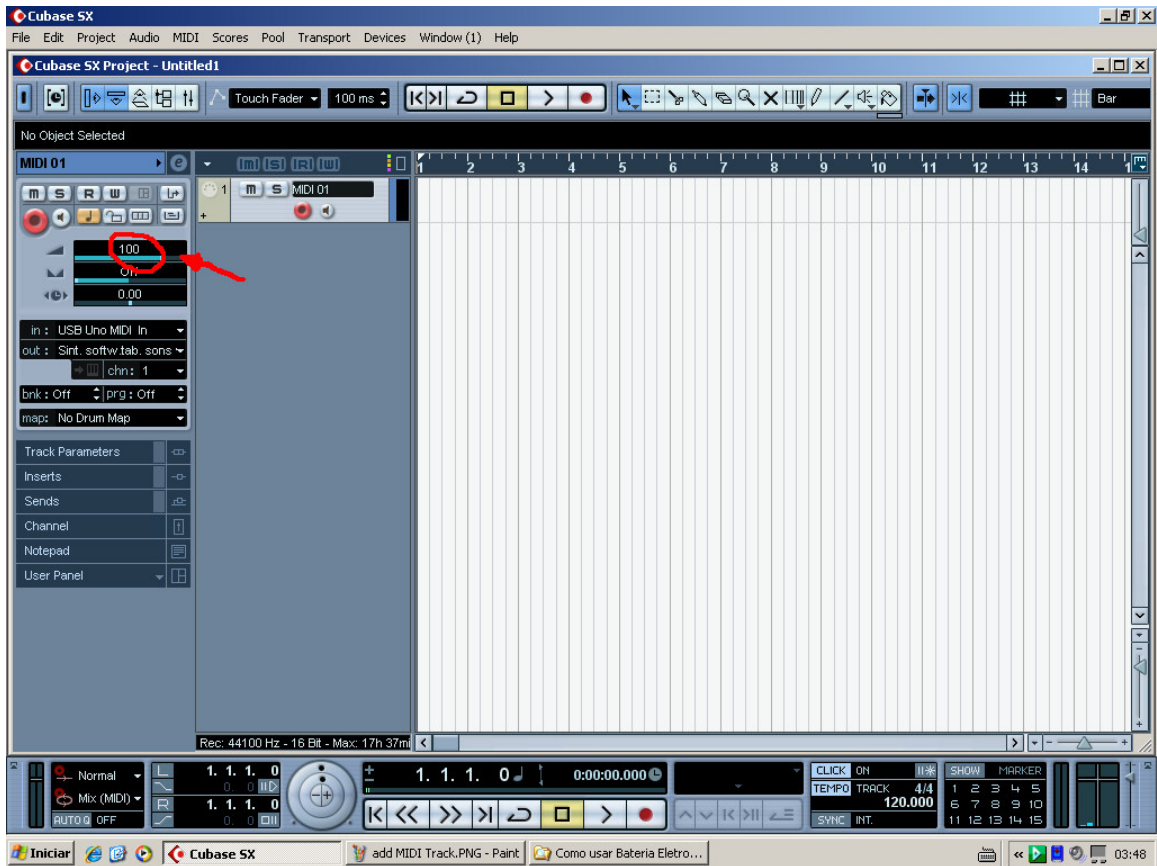 Cubase SX
File Edit Project Audio MIDI Scores Pool Transport Devices Window (1) Help
Cubase SX Project - Untitled1
Touch Fader 100 ms Bar
No Object Selected
MIDI 01 e [m] [s] [R] [W] 1 2 3 4 5 6 7 8 9 10 11 12 13 14 1
m S R W 1 m S MIDI 01
+
100
Off
0.00
in : USB Uno MIDI In
out : Sint. softw.tab. sons
chn: 1
bnk : Off prg : Off
map: No Drum Map
Track Parameters
Inserts
Sends
Channel
Notepad
User Panel
Rec: 44100 Hz - 16 Bit - Max: 17h 37mi
Normal L 1. 1. 1. 0 1. 1. 1. 0 0:00:00.000 CLICK ON SHOW MARKER
0. 0 TEMPO TRACK 4/4 1 2 3 4 5
Mix (MIDI) R 1. 1. 1. 0 120.000 6 7 8 9 10
AUTO Q OFF 0. 0 SYNC INT. 11 12 13 14 15
Iniciar Cubase SX add MIDI Track.PNG - Paint Como usar Bateria Eletro... 03:48